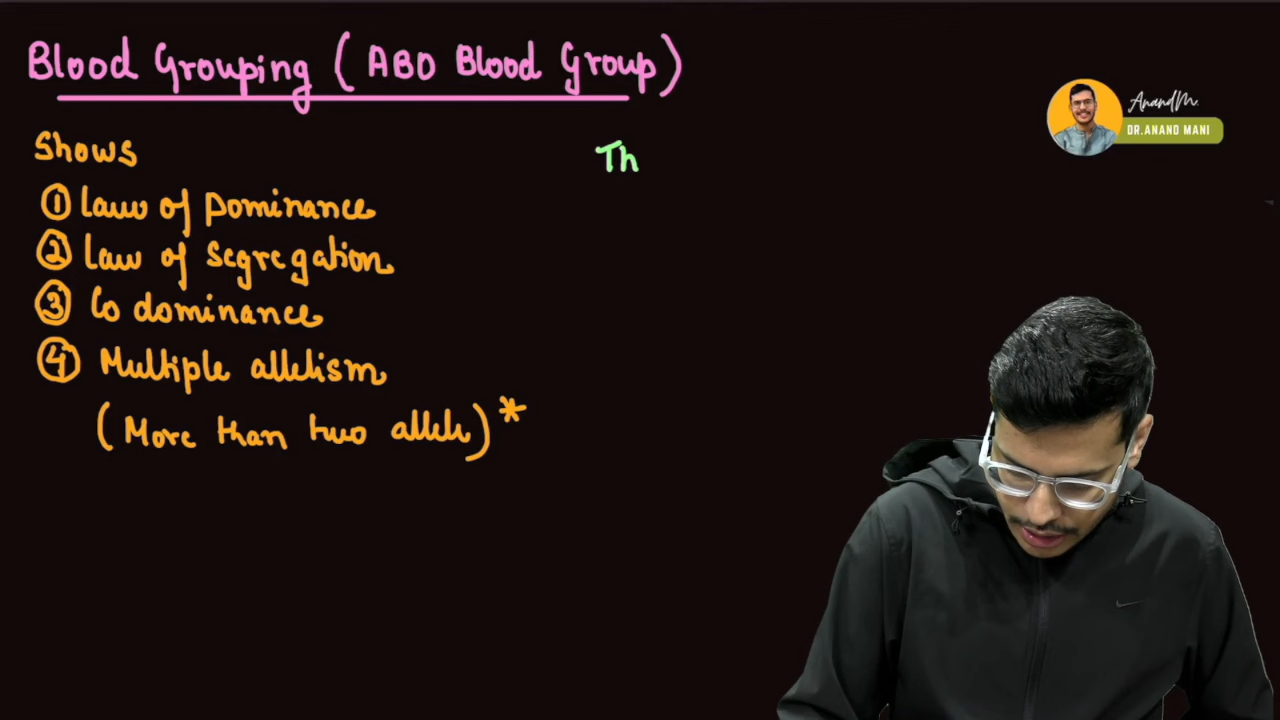 Blood Grouping (ABO Blood Group)
AnandM.
DR.ANAND MANI
Shows
Th
① Law of Dominance
② Law of Segregation
③ Co dominance
④ Multiple allelism
(More than two allele)*